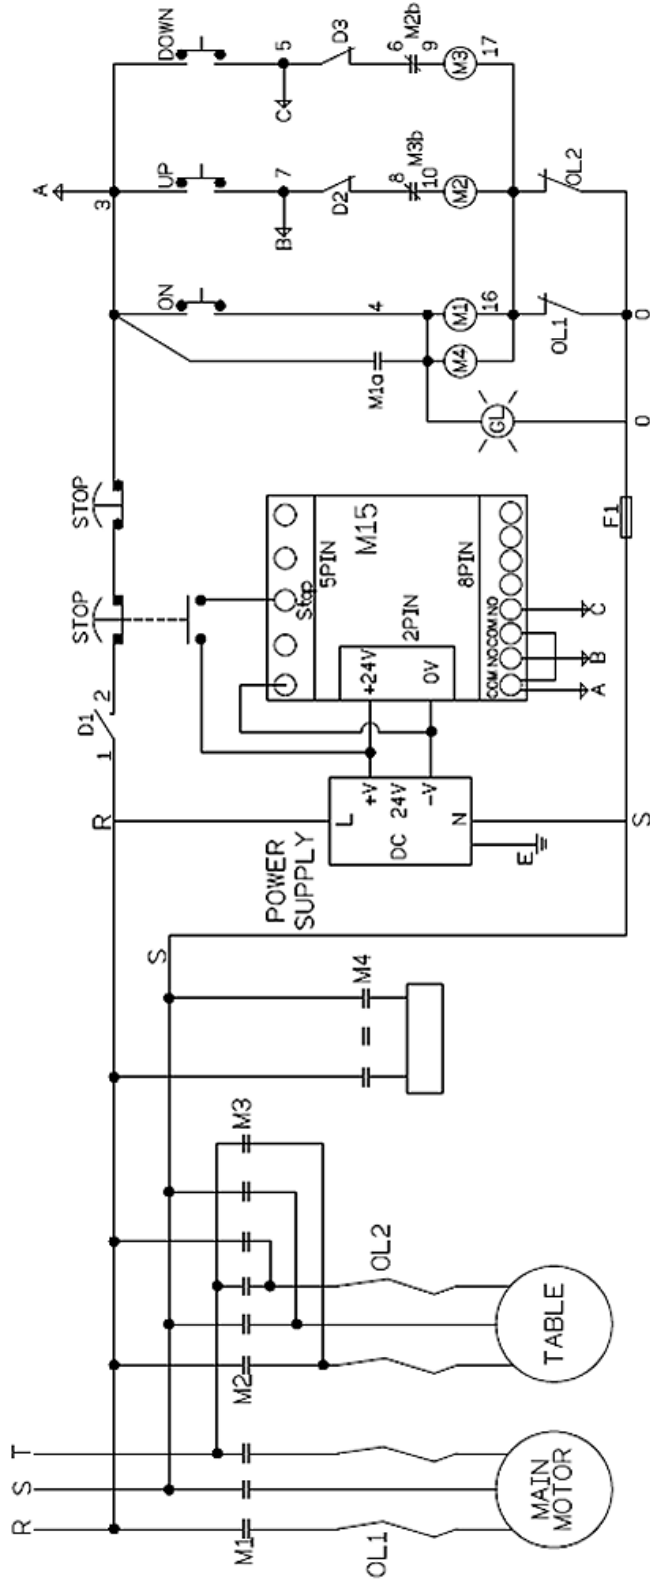 R S T
M1
OL1
MAIN
MOTOR
M2
M3
OL2
TABLE
M4
S
POWER
SUPPLY
R
L
+V
DC 24V
-V
N
E
S
D1
1 2
STOP
STOP
5PIN
Stop
M15
2PIN
+24V
0V
8PIN
COM NO COM NO
A B C
F1
A
3
ON
UP
DOWN
4
M1a
M4
M1
16
GL
0 0
OL1
OL2
B
7
D2
8
M3b
10
M2
C
5
D3
6
M2b
9
M3
17